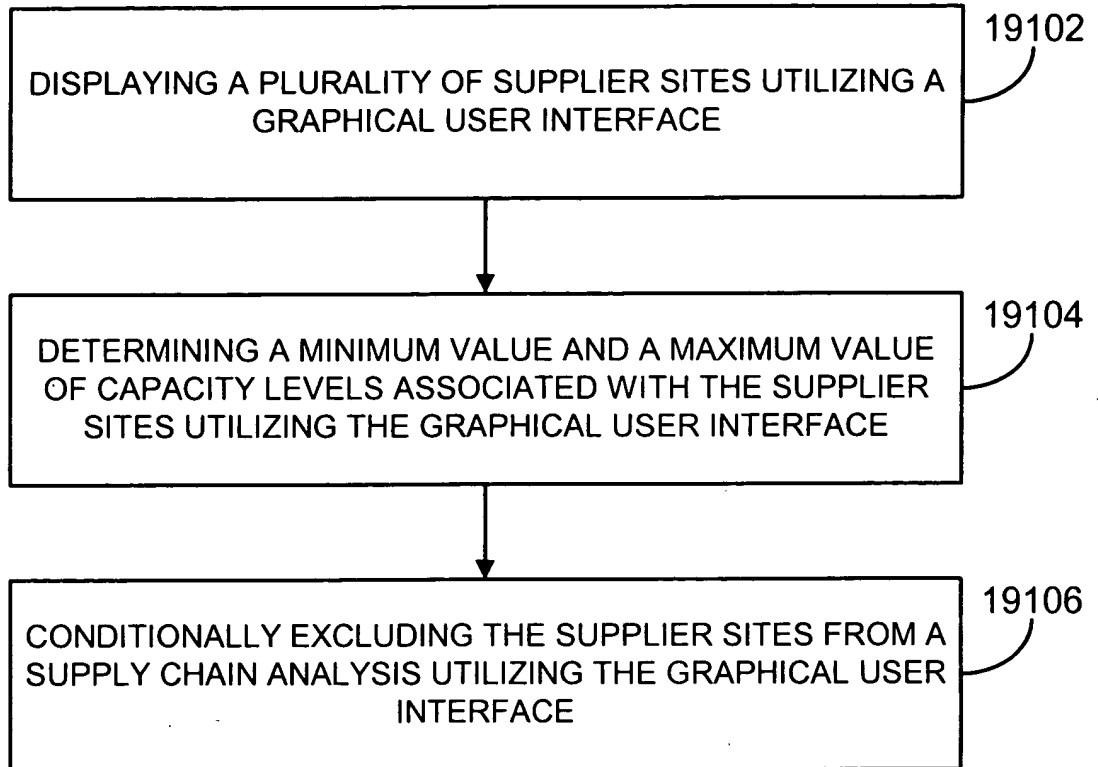 19102
DISPLAYING A PLURALITY OF SUPPLIER SITES UTILIZING A
GRAPHICAL USER INTERFACE
19104
DETERMINING A MINIMUM VALUE AND A MAXIMUM VALUE
OF CAPACITY LEVELS ASSOCIATED WITH THE SUPPLIER
SITES UTILIZING THE GRAPHICAL USER INTERFACE
19106
CONDITIONALLY EXCLUDING THE SUPPLIER SITES FROM A
SUPPLY CHAIN ANALYSIS UTILIZING THE GRAPHICAL USER
INTERFACE